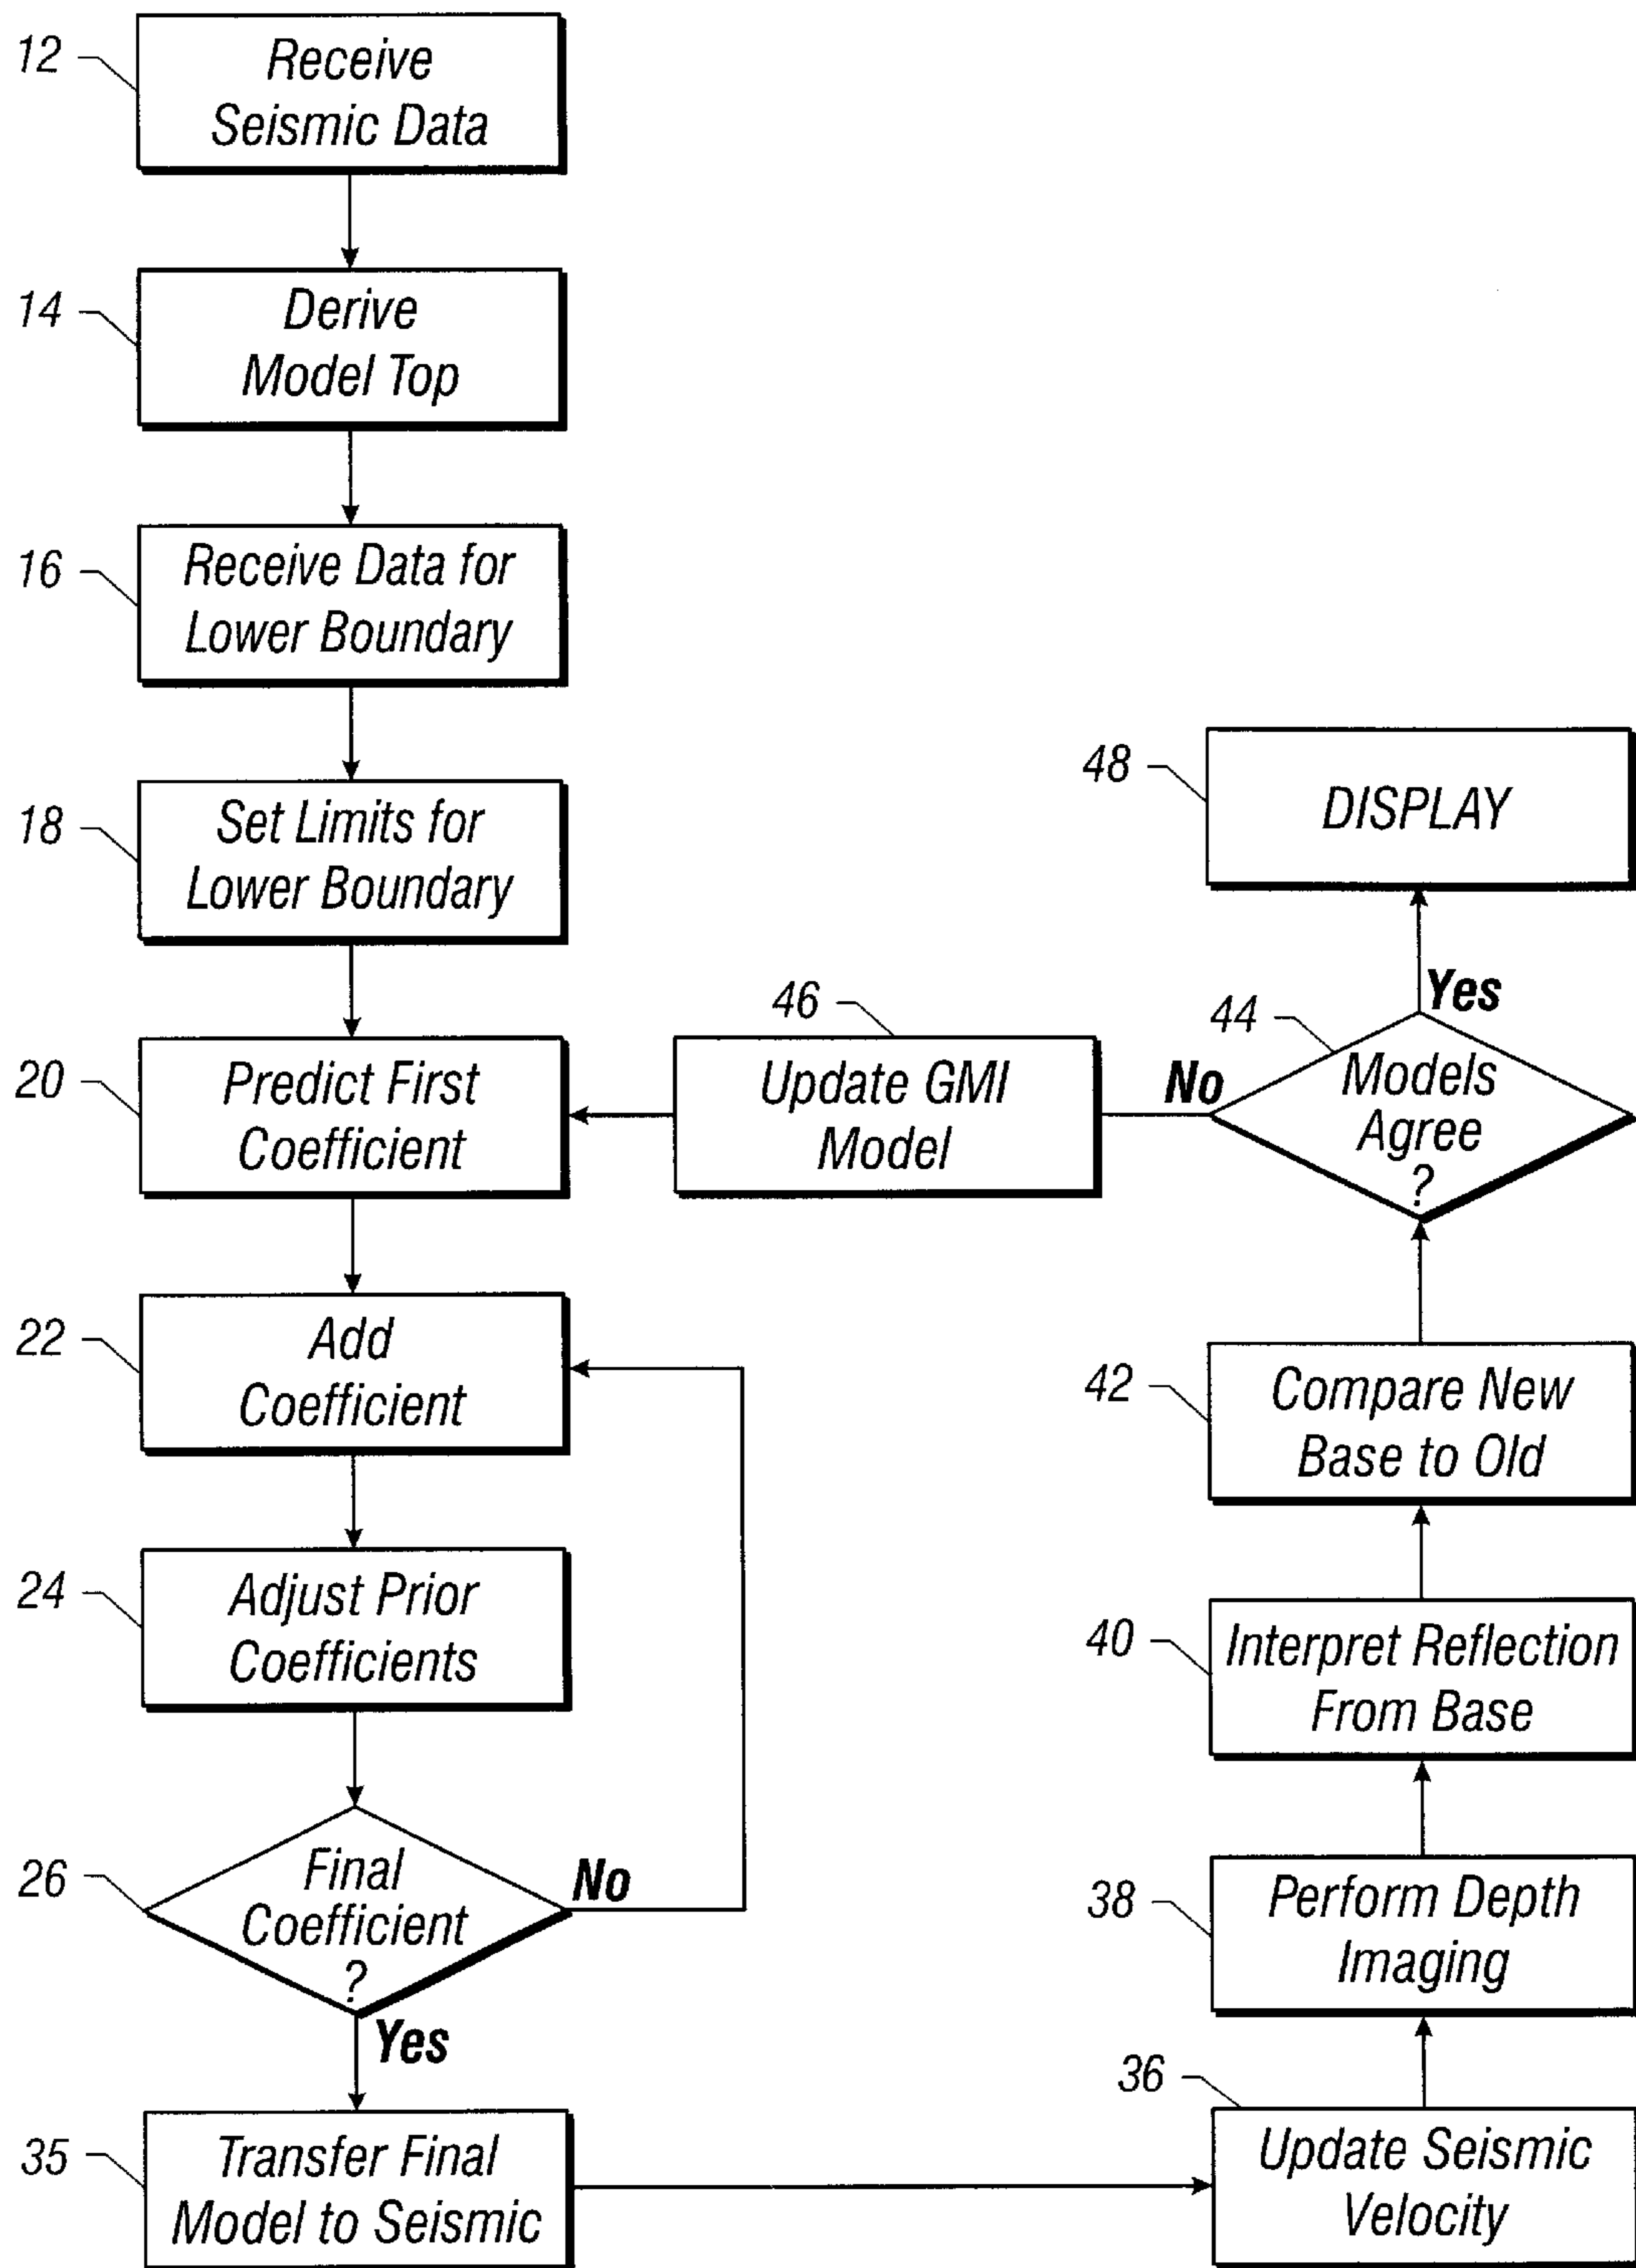 12
Receive
Seismic Data
14
Derive
Model Top
16
Receive Data for
Lower Boundary
18
Set Limits for
Lower Boundary
20
Predict First
Coefficient
22
Add
Coefficient
24
Adjust Prior
Coefficients
26
Final
Coefficient
?
No
Yes
35
Transfer Final
Model to Seismic
36
Update Seismic
Velocity
38
Perform Depth
Imaging
40
Interpret Reflection
From Base
42
Compare New
Base to Old
44
Models
Agree
?
No
Yes
46
Update GMI
Model
48
DISPLAY